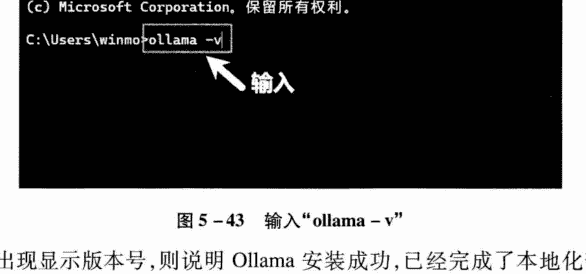 (c) Microsoft Corporation。保留所有权利。
C:\Users\winmo>ollama -v
输入
图 5-43 输入“ollama -v”
出现显示版本号,则说明 Ollama 安装成功,已经完成了本地化